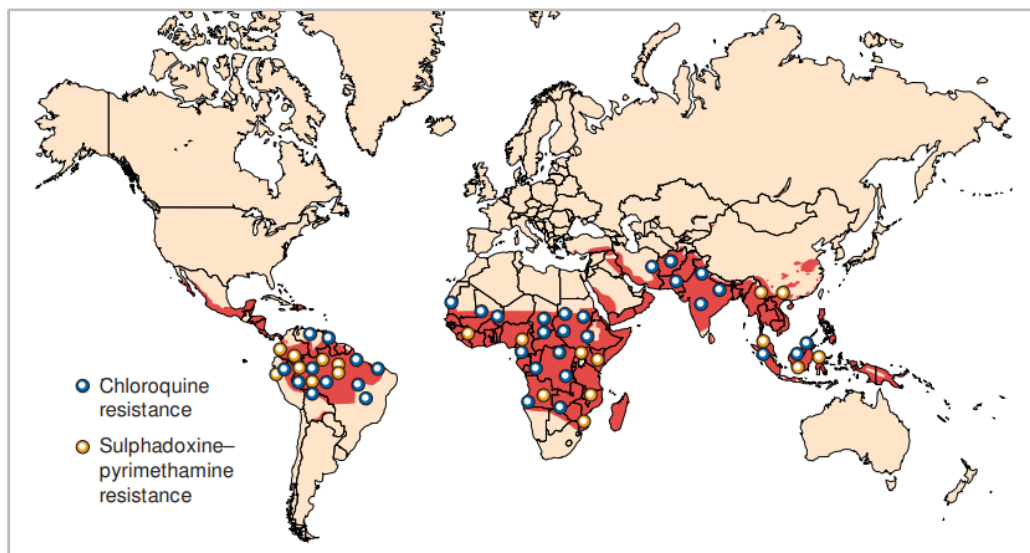 Chloroquine
resistance
Sulphadoxine–
pyrimethamine
resistance